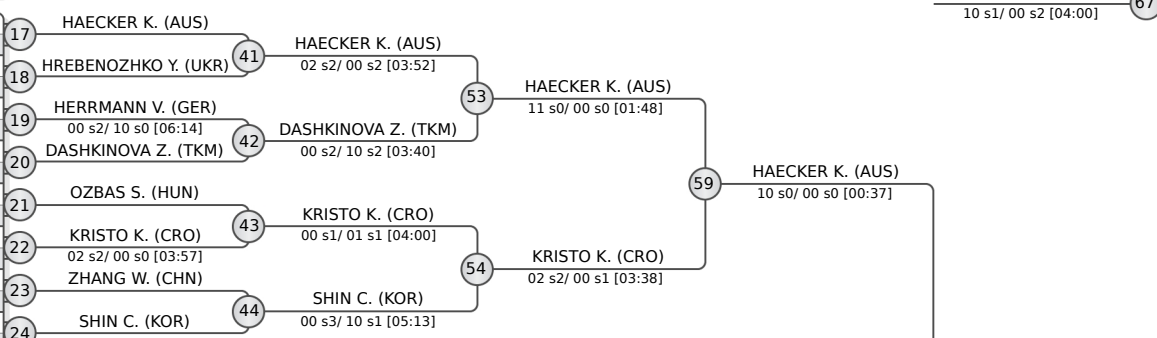 67
10 s1/ 00 s2 [04:00]
17
HAECKER K. (AUS)
18
HREBENOZHKO Y. (UKR)
41
HAECKER K. (AUS)
02 s2/ 00 s2 [03:52]
19
HERRMANN V. (GER)
00 s2/ 10 s0 [06:14]
20
DASHKINOVA Z. (TKM)
42
DASHKINOVA Z. (TKM)
00 s2/ 10 s2 [03:40]
53
HAECKER K. (AUS)
11 s0/ 00 s0 [01:48]
21
OZBAS S. (HUN)
22
KRISTO K. (CRO)
02 s2/ 00 s0 [03:57]
43
KRISTO K. (CRO)
00 s1/ 01 s1 [04:00]
23
ZHANG W. (CHN)
24
SHIN C. (KOR)
44
SHIN C. (KOR)
00 s3/ 10 s1 [05:13]
54
KRISTO K. (CRO)
02 s2/ 00 s1 [03:38]
59
HAECKER K. (AUS)
10 s0/ 00 s0 [00:37]